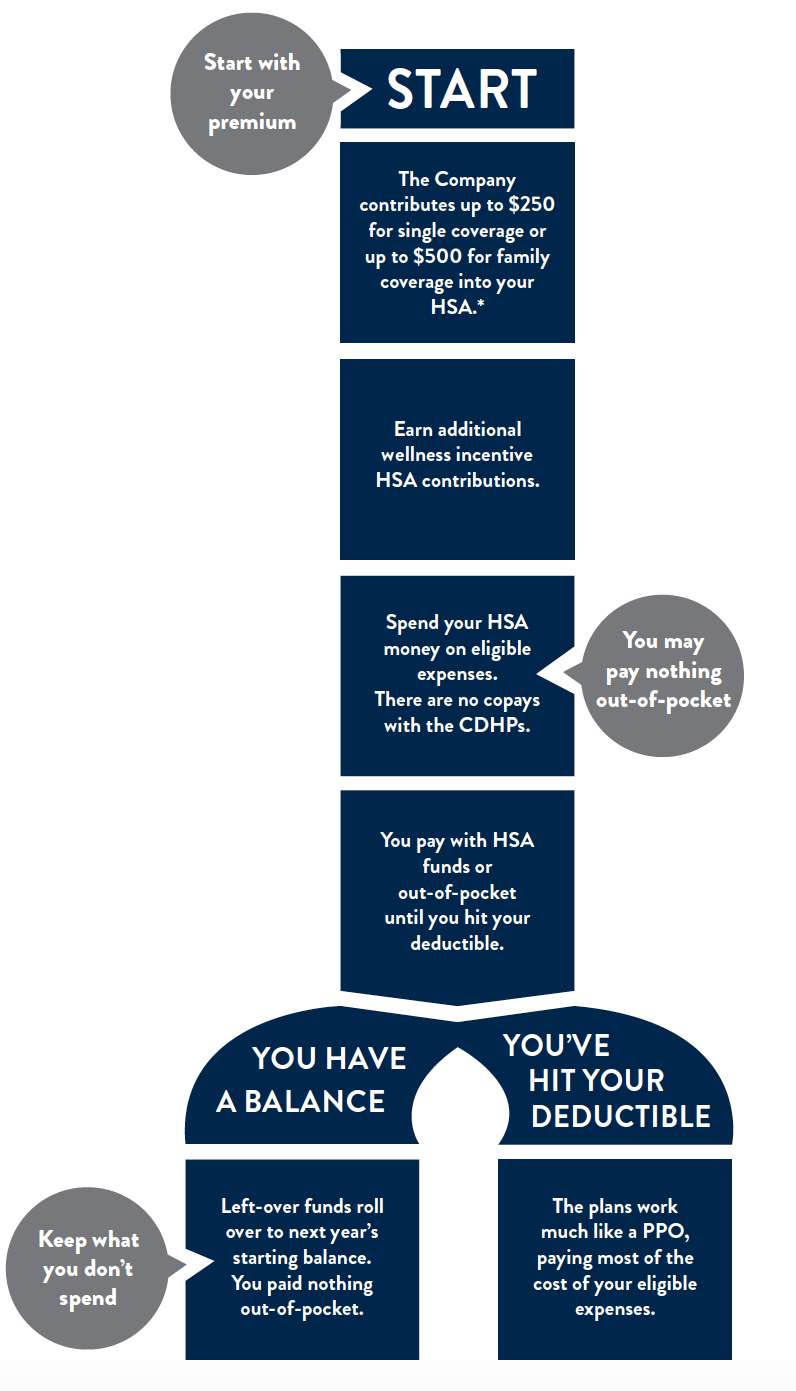 Start with
your
premium
START
The Company
contributes up to $250
for single coverage or
up to $500 for family
coverage into your
HSA.*
Earn additional
wellness incentive
HSA contributions.
Spend your HSA
money on eligible
expenses.
There are no copays
with the CDHPs.
You may
pay nothing
out-of-pocket
You pay with HSA
funds or
out-of-pocket
until you hit your
deductible.
YOU HAVE
A BALANCE
YOU’VE
HIT YOUR
DEDUCTIBLE
Keep what
you don’t
spend
Left-over funds roll
over to next year’s
starting balance.
You paid nothing
out-of-pocket.
The plans work
much like a PPO,
paying most of the
cost of your eligible
expenses.